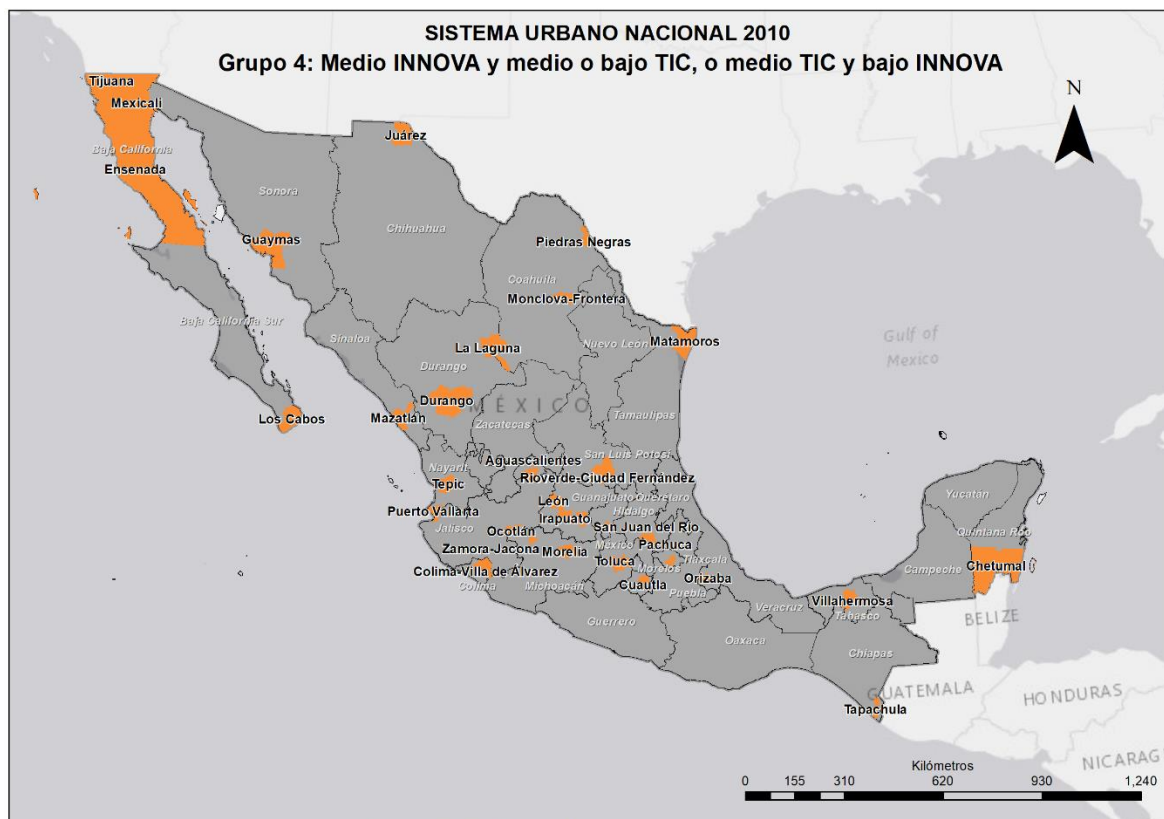 SISTEMA URBANO NACIONAL 2010
Grupo 4: Medio INNOVA y medio o bajo TIC, o medio TIC y bajo INNOVA
N
Tijuana
Mexicali
Juárez
Baja California
Ensenada
Sonora
Chihuahua
Guaymas
Piedras Negras
Coahuila
Monclova-Frontera
Baja California Sur
Sinaloa
La Laguna
Nuevo León
Matamoros
Gulf of
Mexico
Durango
Durango
MÉXICO
Los Cabos
Mazatlán
Zacatecas
Tamaulipas
San Luis Potosí
Aguascalientes
Nayarit
Rioverde-Ciudad Fernández
Tepic
León
Guanajuato
Querétaro
Puerto Vallarta
Hidalgo
Irapuato
Jalisco
Ocotlán
San Juan del Río
Zamora-Jacona
Morelia
México
Pachuca
Tlaxcala
Toluca
Morelos
Colima-Villa de Álvarez
Colima
Michoacán
Cuautla
Orizaba
Puebla
Yucatán
Quintana Roo
Campeche
Chetumal
Villahermosa
Veracruz
Tabasco
BELIZE
Guerrero
Oaxaca
Chiapas
GUATEMALA
HONDURAS
Tapachula
NICARAG
Kilómetros
0 155 310 620 930 1,240